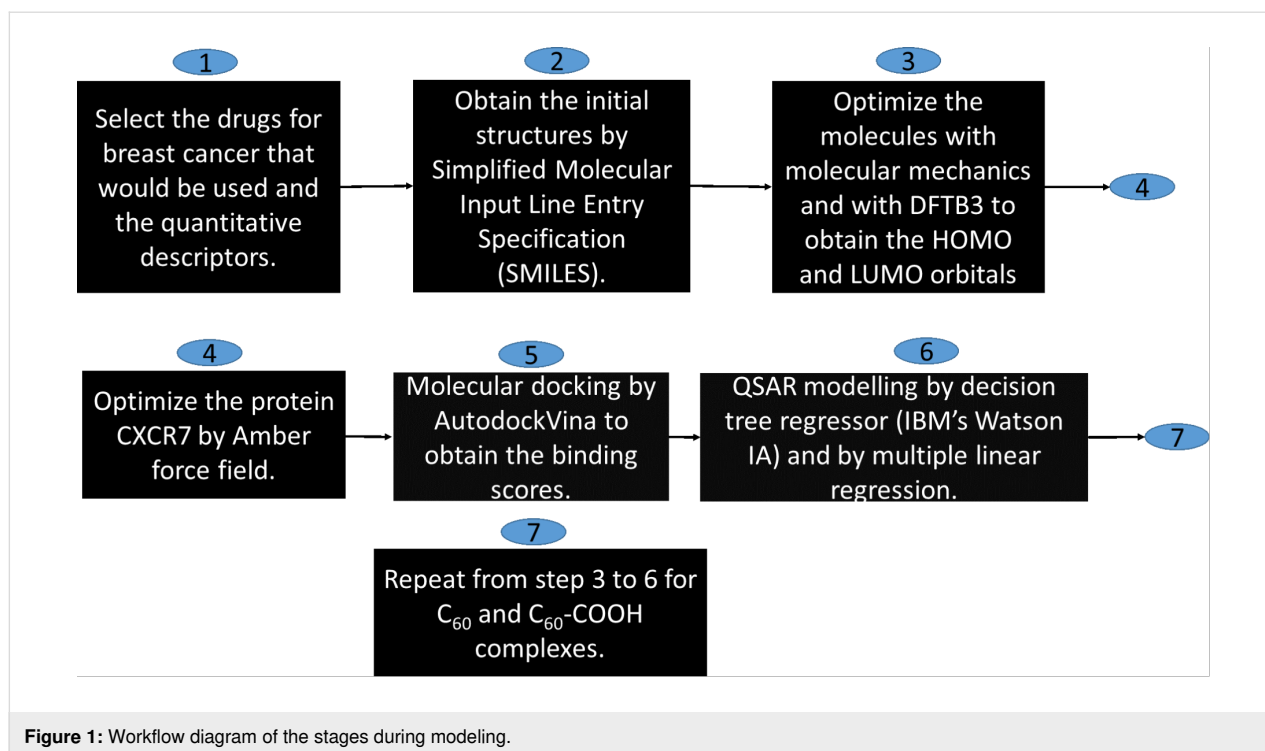 1
Select the drugs for
breast cancer that
would be used and
the quantitative
descriptors.
2
Obtain the initial
structures by
Simplified Molecular
Input Line Entry
Specification
(SMILES).
3
Optimize the
molecules with
molecular mechanics
and with DFTB3 to
obtain the HOMO
and LUMO orbitals
4
4
Optimize the protein
CXCR7 by Amber
force field.
5
Molecular docking by
AutodockVina to
obtain the binding
scores.
6
QSAR modelling by decision
tree regressor (IBM's Watson
IA) and by multiple linear
regression.
7
7
Repeat from step 3 to 6 for
C₆₀ and C₆₀-COOH
complexes.
Figure 1: Workflow diagram of the stages during modeling.